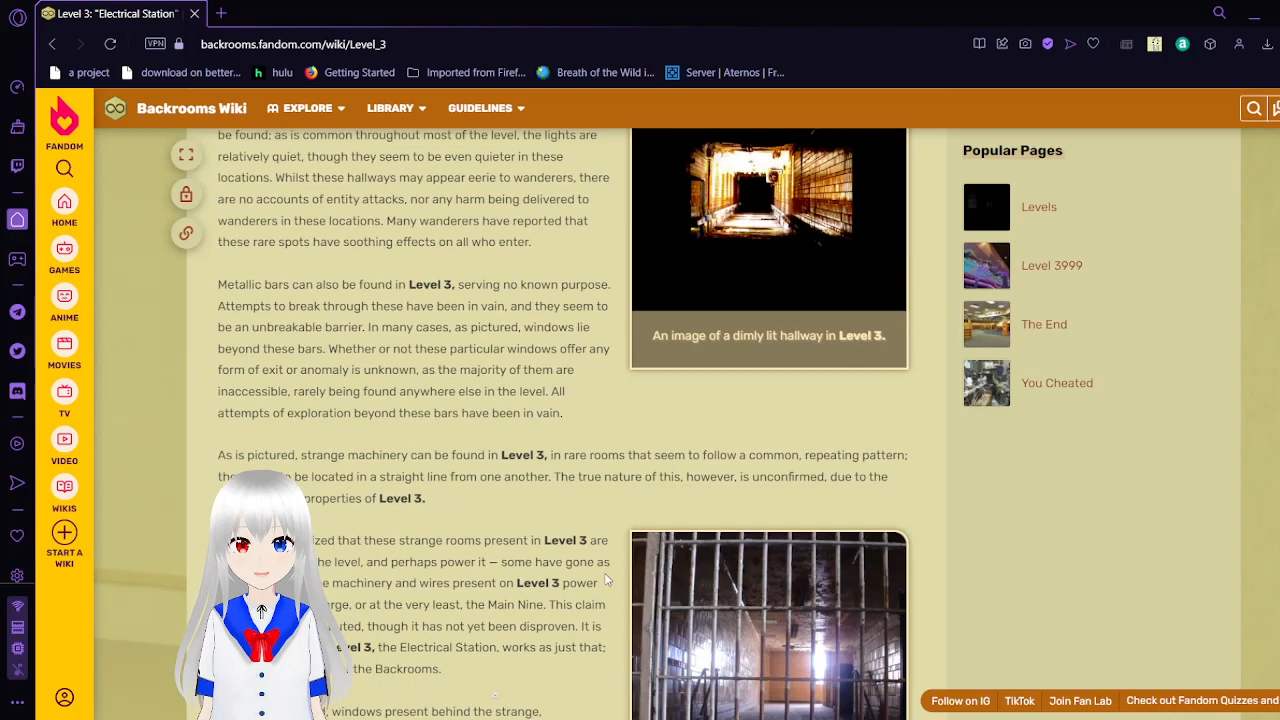 Level 3: "Electrical Station"
backrooms.fandom.com/wiki/Level_3
VPN
a project
download on better...
hulu
Getting Started
Imported from Firef...
Breath of the Wild i...
Server | Aternos | Fr...
Backrooms Wiki
EXPLORE
LIBRARY
GUIDELINES
FANDOM
HOME
GAMES
ANIME
MOVIES
TV
VIDEO
WIKIS
START A
WIKI
be found; as is common throughout most of the level, the lights are
relatively quiet, though they seem to be even quieter in these
locations. Whilst these hallways may appear eerie to wanderers, there
are no accounts of entity attacks, nor any harm being delivered to
wanderers in theselocations. Many wanderers have reported that
these rare spots have soothing effects on all who enter.
Metallic bars can also be found in Level 3, serving no known purpose.
Attempts to break through these have been in vain, and they seem to
be an unbreakable barrier. In many cases, as pictured, windows lie
beyond these bars. Whether or not these particular windows offer any
form of exit or anomaly is unknown, as the majority of them are
inaccessible, rarely being found anywhere else in the level. All
attempts of exploration beyond these bars have been in vain.
An image of a dimly lit hallway in Level 3.
As is pictured, strange machinery can be found in Level 3, in rare rooms that seem to follow a common, repeating pattern;
to be located in a straight line from one another. The true nature of this, however, is unconfirmed, due to the
properties of Level 3.
that these strange rooms present in Level 3 are
the level, and perhaps power it – some have gone as
machinery and wires present on Level 3 power
or at the very least, the Main Nine. This claim
though it has not yet been disproven. It is
3, the Electrical Station, works as just that;
the Backrooms.
windows present behind the strange,
Popular Pages
Levels
Level 3999
The End
You Cheated
Follow on IG
TikTok
Join Fan Lab
Check out Fandom Quizzes and